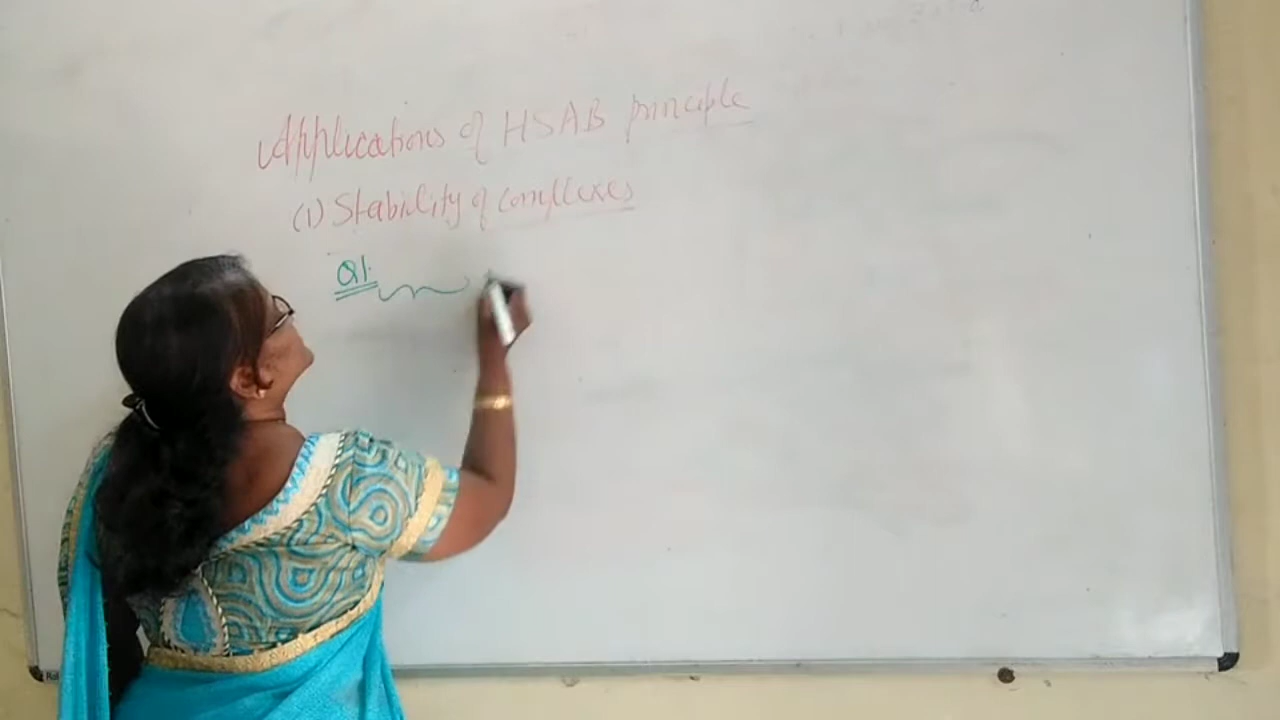 Applications of HSAB principle
(1) Stability of complexes
Q1.